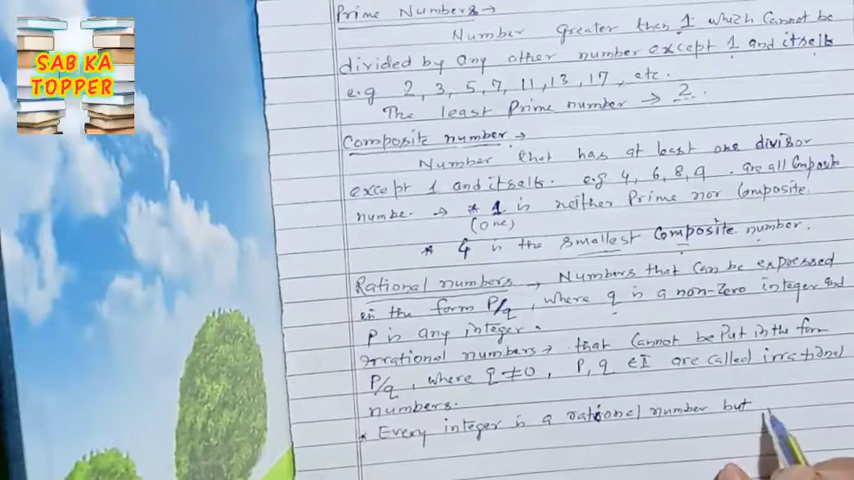 SAB KA
TOPPER
Prime Numbers →
Number greater then 1 which Cannot be
divided by any other number except 1 and itself
e.g 2, 3, 5, 7, 11, 13, 17, etc.
The least Prime number → 2.
Composite number →
Number that has at least one divisor
except 1 and itself. e.g 4, 6, 8, 9. are all Composite
numbe. → * 1 is neither Prime nor Composite
(one)
* 4 is the smallest Composite number.
Rational numbers → Numbers that can be expressed
in the form P/q, where q is a non-zero integer and
P is any integer.
Irrational numbers → that cannot be Put in the form
P/q, where q ≠ 0, P, q ∈ I are called irrational
numbers.
* Every integer is a rational number but